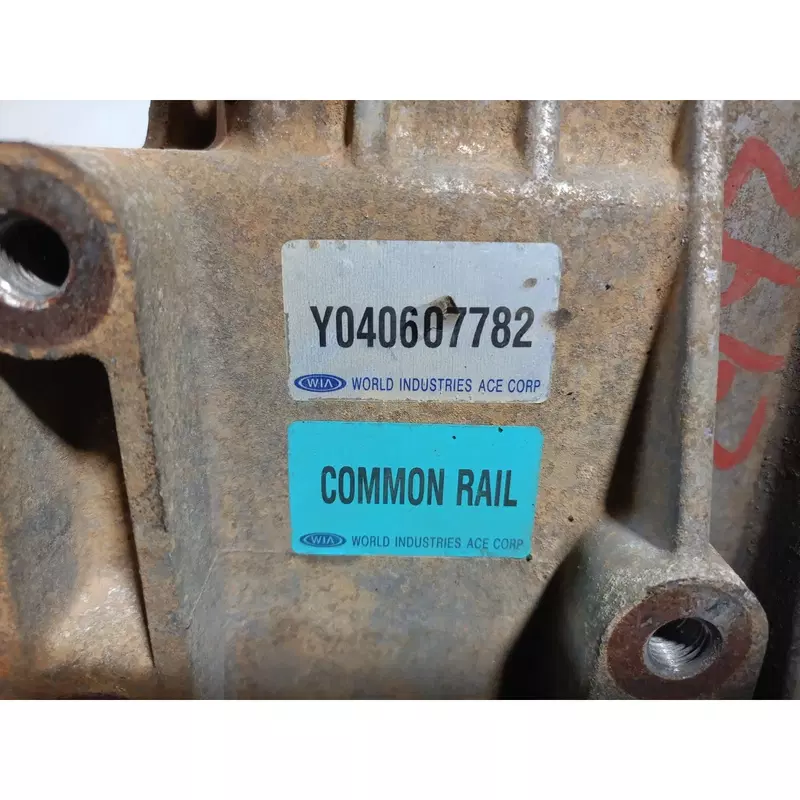 Y040607782
WIA WORLD INDUSTRIES ACE CORP
COMMON RAIL
WIA WORLD INDUSTRIES ACE CORP